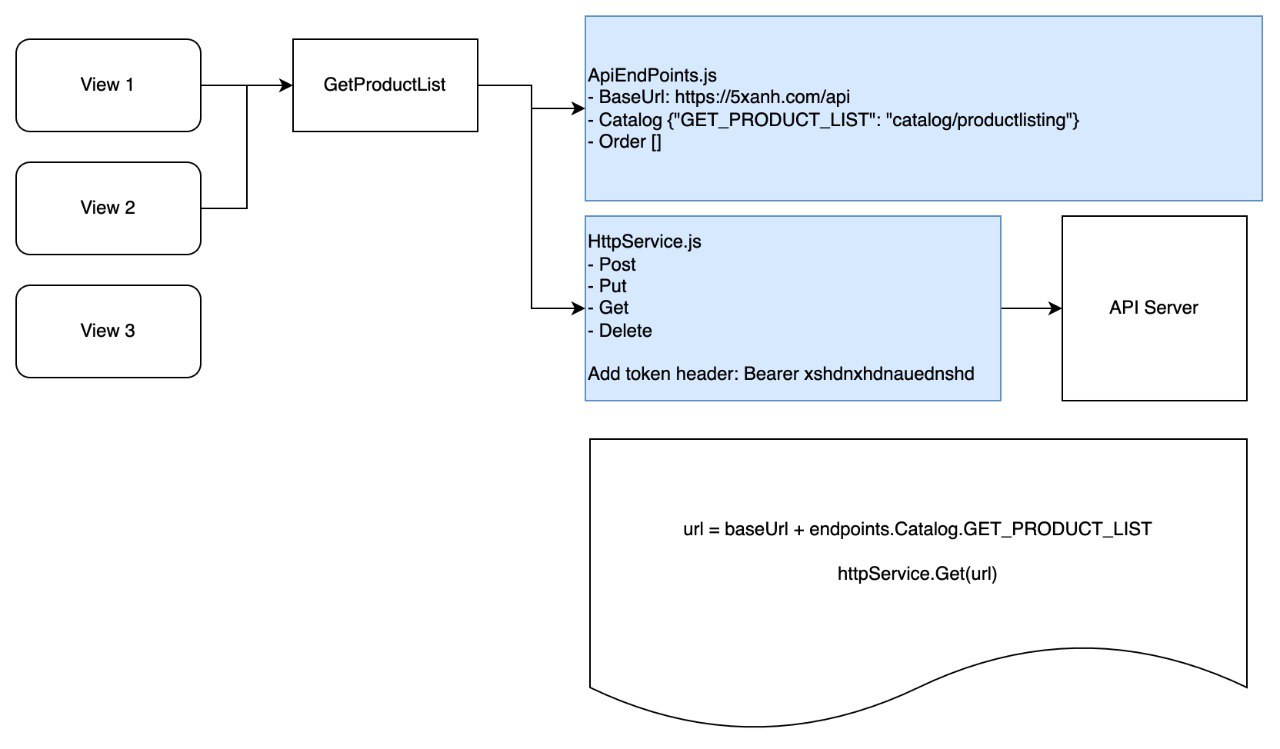 View 1
View 2
View 3
GetProductList
ApiEndPoints.js
- BaseUrl: https://5xanh.com/api
- Catalog {"GET_PRODUCT_LIST": "catalog/productlisting"}
- Order []
HttpService.js
- Post
- Put
- Get
- Delete
Add token header: Bearer xshdnxhdnauednshd
API Server
url = baseUrl + endpoints.Catalog.GET_PRODUCT_LIST
httpService.Get(url)